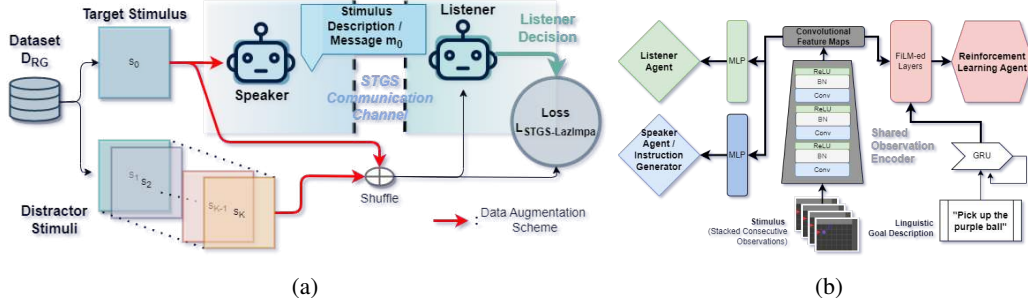 Target Stimulus
Dataset
D_RG
s_0
Speaker
Stimulus
Description /
Message m_0
STGS
Communication
Channel
Listener
Listener
Decision
Loss
L_STGS-LazImpa
s_1
s_2
s_K-1
s_K
Distractor
Stimuli
Shuffle
: Data Augmentation
Scheme
(a)
Convolutional
Feature Maps
Listener
Agent
MLP
ReLU
BN
Conv
ReLU
BN
Conv
ReLU
BN
Conv
FiLM-ed
Layers
Reinforcement
Learning Agent
Speaker
Agent /
Instruction
Generator
MLP
Shared
Observation
Encoder
GRU
Stimulus
(Stacked Consecutive
Observations)
Linguistic
Goal Description
"Pick up the
purple ball"
(b)